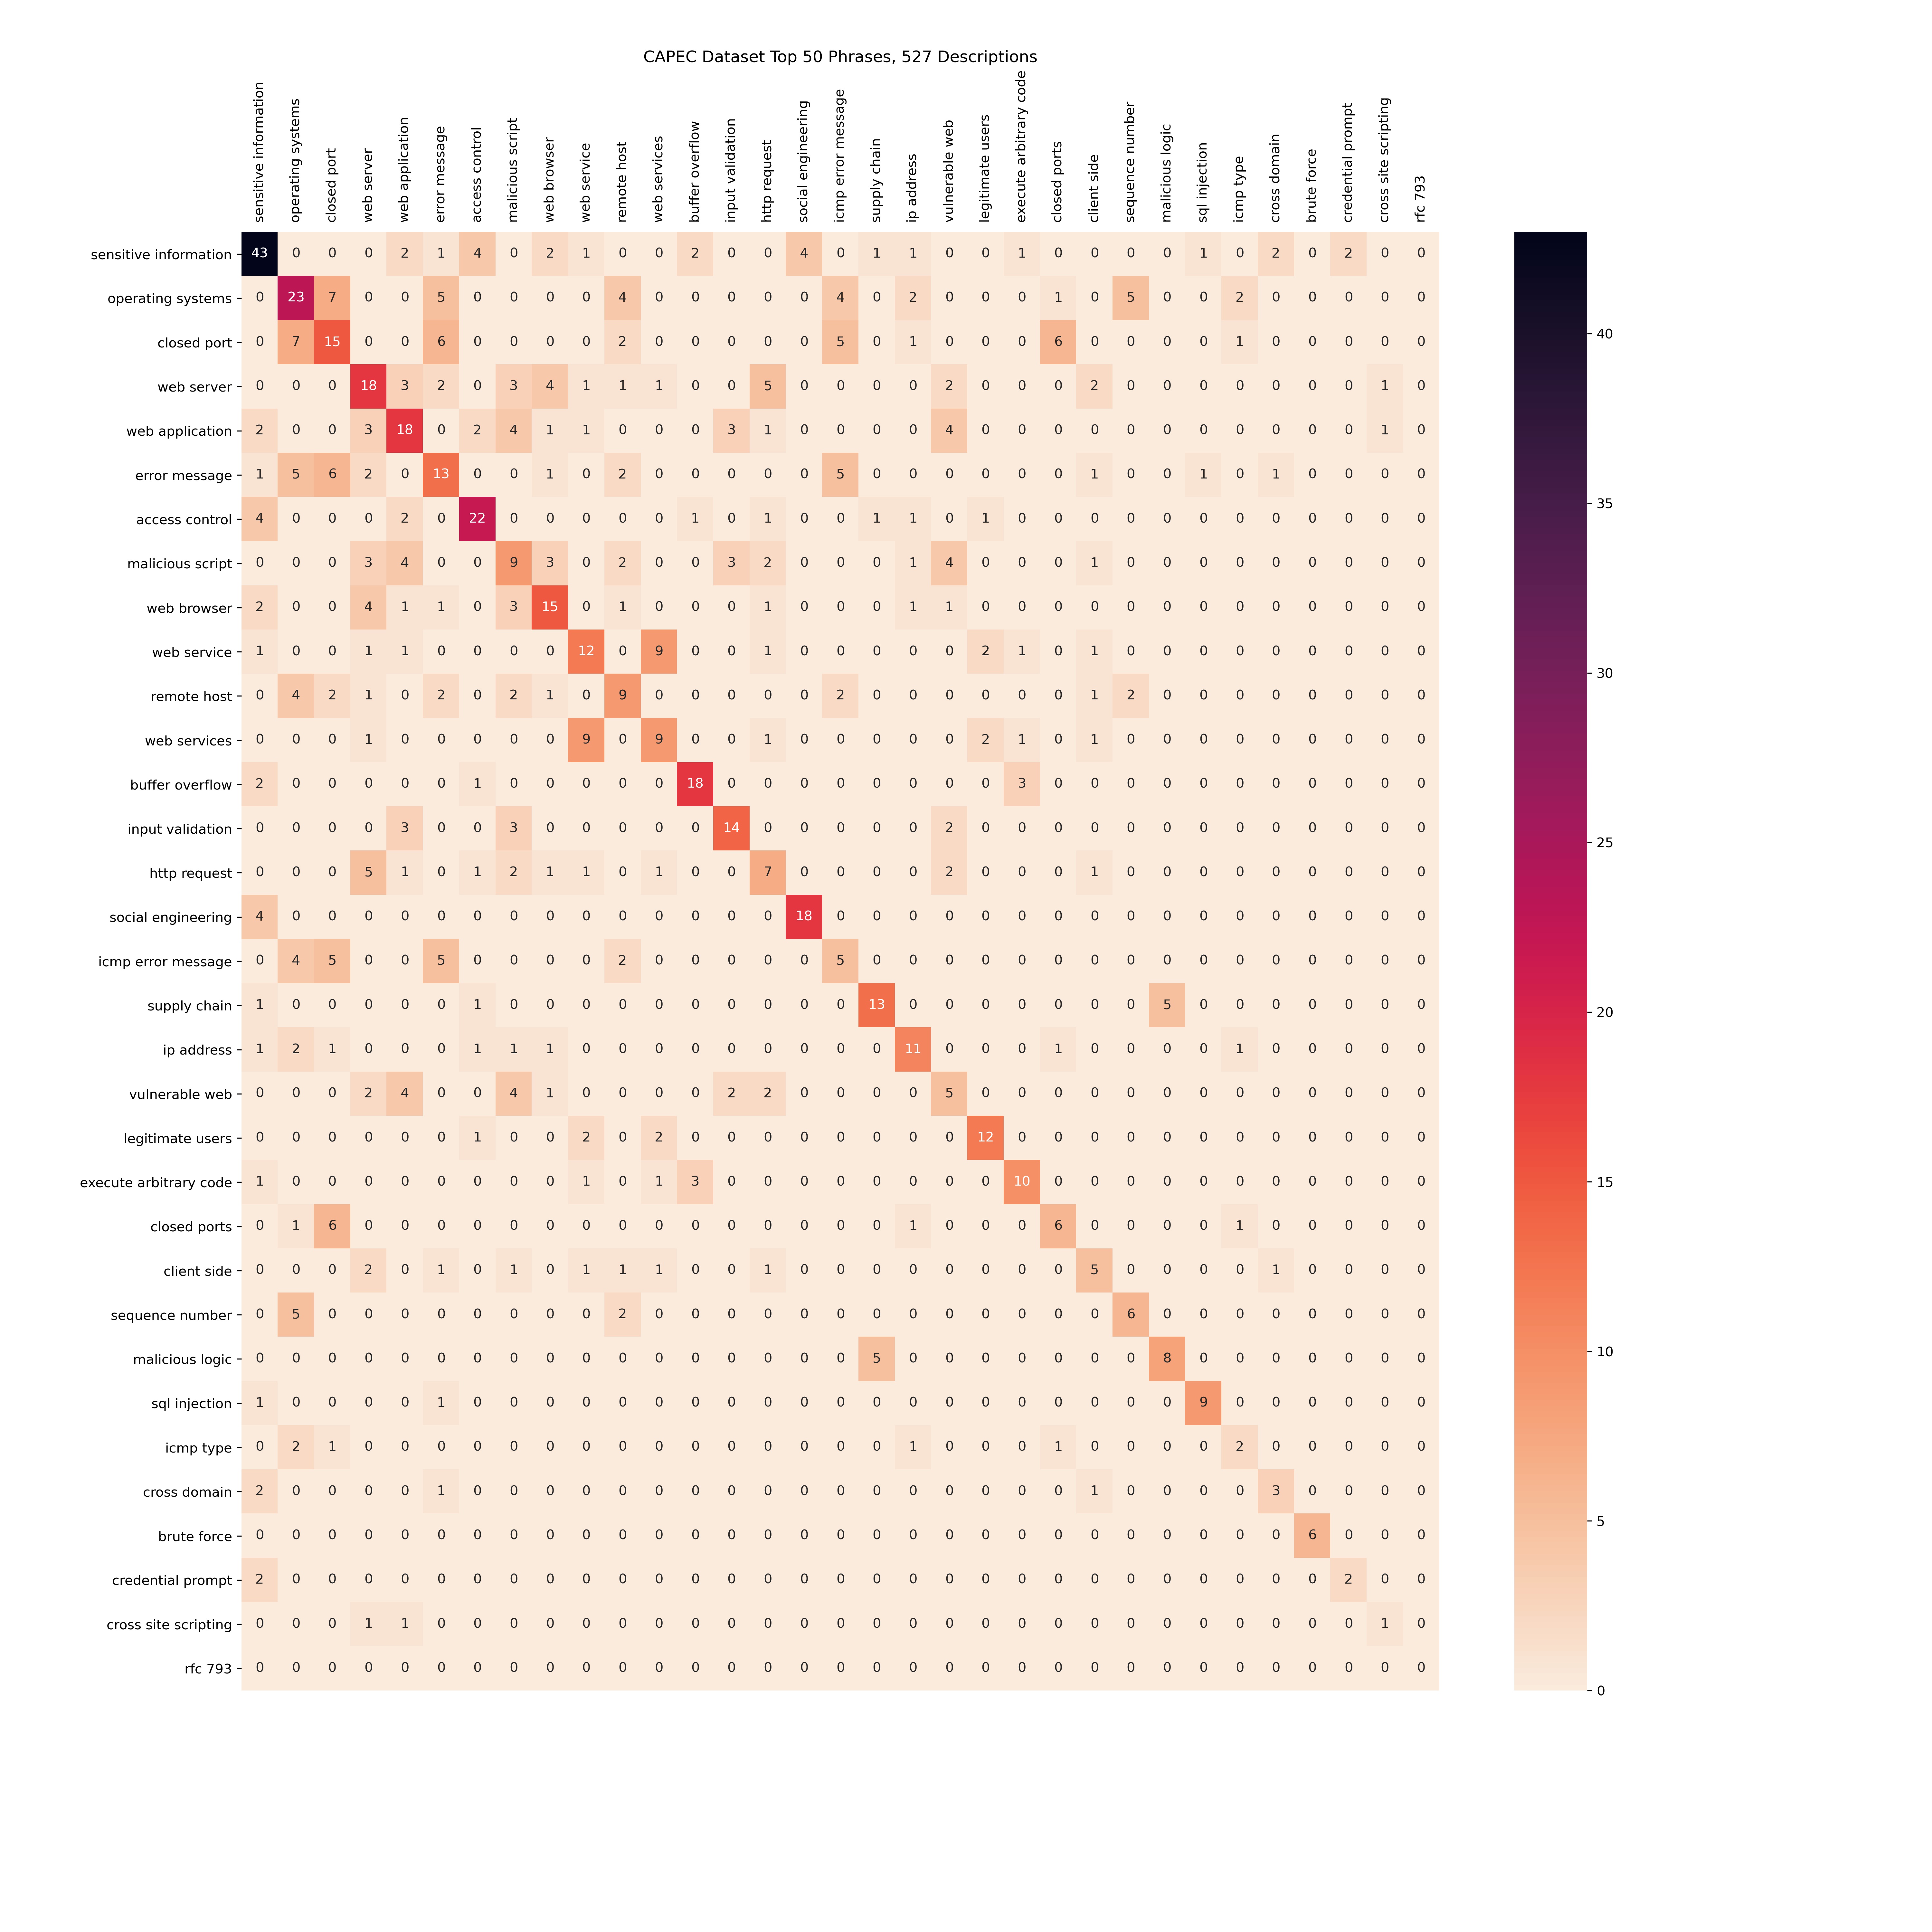 CAPEC Dataset Top 50 Phrases, 527 Descriptions
sensitive information
operating systems
closed port
web server
web application
error message
access control
malicious script
web browser
web service
remote host
web services
buffer overflow
input validation
http request
social engineering
icmp error message
supply chain
ip address
vulnerable web
legitimate users
execute arbitrary code
closed ports
client side
sequence number
malicious logic
sql injection
icmp type
cross domain
brute force
credential prompt
cross site scripting
rfc 793
sensitive information 43 0 0 0 2 1 4 0 2 1 0 0 2 0 0 4 0 1 1 0 0 1 0 0 0 0 1 0 2 0 2 0 0
operating systems 0 23 7 0 0 5 0 0 0 0 4 0 0 0 0 0 4 0 2 0 0 0 1 0 5 0 0 2 0 0 0 0 0
closed port 0 7 15 0 0 6 0 0 0 0 2 0 0 0 0 0 5 0 1 0 0 0 6 0 0 0 0 1 0 0 0 0 0
web server 0 0 0 18 3 2 0 3 4 1 1 1 0 0 5 0 0 0 0 2 0 0 0 2 0 0 0 0 0 0 0 1 0
web application 2 0 0 3 18 0 2 4 1 1 0 0 0 3 1 0 0 0 0 4 0 0 0 0 0 0 0 0 0 0 0 1 0
error message 1 5 6 2 0 13 0 0 1 0 2 0 0 0 0 0 5 0 0 0 0 0 0 1 0 0 1 0 1 0 0 0 0
access control 4 0 0 0 2 0 22 0 0 0 0 0 1 0 1 0 0 1 1 0 1 0 0 0 0 0 0 0 0 0 0 0 0
malicious script 0 0 0 3 4 0 0 9 3 0 2 0 0 3 2 0 0 0 1 4 0 0 0 1 0 0 0 0 0 0 0 0 0
web browser 2 0 0 4 1 1 0 3 15 0 1 0 0 0 1 0 0 0 1 1 0 0 0 0 0 0 0 0 0 0 0 0 0
web service 1 0 0 1 1 0 0 0 0 12 0 9 0 0 1 0 0 0 0 0 2 1 0 1 0 0 0 0 0 0 0 0 0
remote host 0 4 2 1 0 2 0 2 1 0 9 0 0 0 0 0 2 0 0 0 0 0 0 1 2 0 0 0 0 0 0 0 0
web services 0 0 0 1 0 0 0 0 0 9 0 9 0 0 1 0 0 0 0 0 2 1 0 1 0 0 0 0 0 0 0 0 0
buffer overflow 2 0 0 0 0 0 1 0 0 0 0 0 18 0 0 0 0 0 0 0 0 3 0 0 0 0 0 0 0 0 0 0 0
input validation 0 0 0 0 3 0 0 3 0 0 0 0 0 14 0 0 0 0 0 2 0 0 0 0 0 0 0 0 0 0 0 0 0
http request 0 0 0 5 1 0 1 2 1 1 0 1 0 0 7 0 0 0 0 2 0 0 0 1 0 0 0 0 0 0 0 0 0
social engineering 4 0 0 0 0 0 0 0 0 0 0 0 0 0 0 18 0 0 0 0 0 0 0 0 0 0 0 0 0 0 0 0 0
icmp error message 0 4 5 0 0 5 0 0 0 0 2 0 0 0 0 0 5 0 0 0 0 0 0 0 0 0 0 0 0 0 0 0 0
supply chain 1 0 0 0 0 0 1 0 0 0 0 0 0 0 0 0 0 13 0 0 0 0 0 0 0 5 0 0 0 0 0 0 0
ip address 1 2 1 0 0 0 1 1 1 0 0 0 0 0 0 0 0 0 11 0 0 0 1 0 0 0 0 1 0 0 0 0 0
vulnerable web 0 0 0 2 4 0 0 4 1 0 0 0 0 2 2 0 0 0 0 5 0 0 0 0 0 0 0 0 0 0 0 0 0
legitimate users 0 0 0 0 0 0 1 0 0 2 0 2 0 0 0 0 0 0 0 0 12 0 0 0 0 0 0 0 0 0 0 0 0
execute arbitrary code 1 0 0 0 0 0 0 0 0 1 0 1 3 0 0 0 0 0 0 0 0 10 0 0 0 0 0 0 0 0 0 0 0
closed ports 0 1 6 0 0 0 0 0 0 0 0 0 0 0 0 0 0 0 1 0 0 0 6 0 0 0 0 1 0 0 0 0 0
client side 0 0 0 2 0 1 0 1 0 1 1 1 0 0 1 0 0 0 0 0 0 0 0 5 0 0 0 0 1 0 0 0 0
sequence number 0 5 0 0 0 0 0 0 0 0 2 0 0 0 0 0 0 0 0 0 0 0 0 0 6 0 0 0 0 0 0 0 0
malicious logic 0 0 0 0 0 0 0 0 0 0 0 0 0 0 0 0 0 5 0 0 0 0 0 0 0 8 0 0 0 0 0 0 0
sql injection 1 0 0 0 0 1 0 0 0 0 0 0 0 0 0 0 0 0 0 0 0 0 0 0 0 0 9 0 0 0 0 0 0
icmp type 0 2 1 0 0 0 0 0 0 0 0 0 0 0 0 0 0 0 1 0 0 0 1 0 0 0 0 2 0 0 0 0 0
cross domain 2 0 0 0 0 1 0 0 0 0 0 0 0 0 0 0 0 0 0 0 0 0 0 1 0 0 0 0 3 0 0 0 0
brute force 0 0 0 0 0 0 0 0 0 0 0 0 0 0 0 0 0 0 0 0 0 0 0 0 0 0 0 0 0 6 0 0 0
credential prompt 2 0 0 0 0 0 0 0 0 0 0 0 0 0 0 0 0 0 0 0 0 0 0 0 0 0 0 0 0 0 2 0 0
cross site scripting 0 0 0 1 1 0 0 0 0 0 0 0 0 0 0 0 0 0 0 0 0 0 0 0 0 0 0 0 0 0 0 1 0
rfc 793 0 0 0 0 0 0 0 0 0 0 0 0 0 0 0 0 0 0 0 0 0 0 0 0 0 0 0 0 0 0 0 0 0
40
35
30
25
20
15
10
5
0